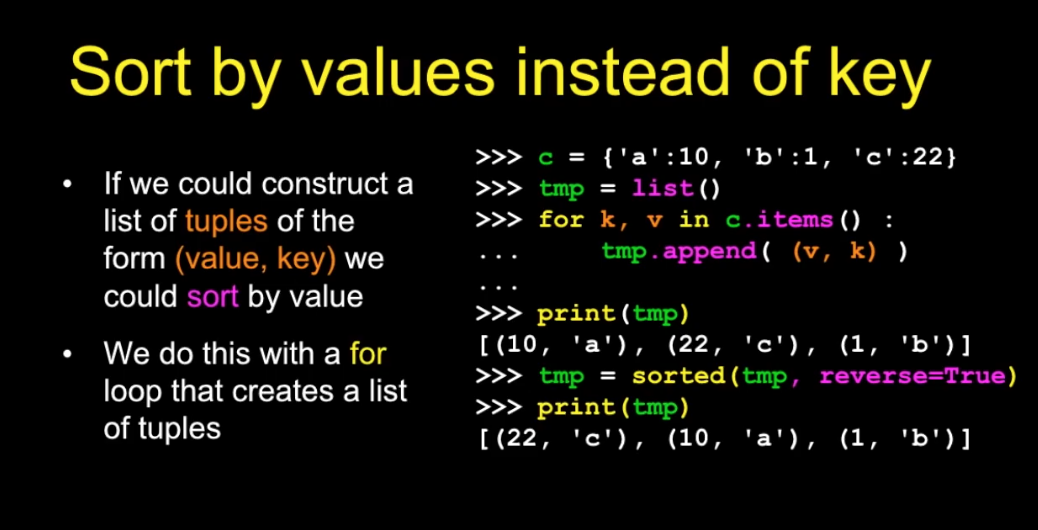 Sort by values instead of key
• If we could construct a
list of tuples of the
form (value, key) we
could sort by value
• We do this with a for
loop that creates a list
of tuples
>>> c = {'a':10, 'b':1, 'c':22}
>>> tmp = list()
>>> for k, v in c.items() :
...     tmp.append( (v, k) )
...
>>> print(tmp)
[(10, 'a'), (22, 'c'), (1, 'b')]
>>> tmp = sorted(tmp, reverse=True)
>>> print(tmp)
[(22, 'c'), (10, 'a'), (1, 'b')]